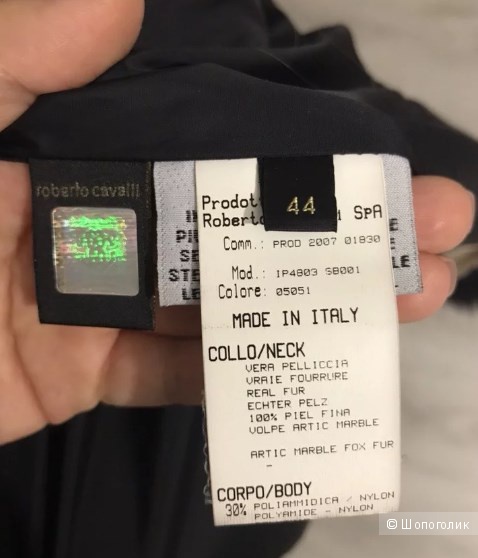 roberto cavalli
44
Roberto SpA
Comm.: PROD 2007 01830
Mod.: 1P4803 SB001
Colore: 05051
MADE IN ITALY
COLLO/NECK
VERA PELLICCIA
VRAIE FOURRURE
REAL FUR
ECHTER PELZ
100% PIEL FINA
VOLPE ARTIC MARBLE
ARTIC MARBLE FOX FUR
-
CORPO/BODY
30% POLIAMMIDICA / NYLON
POLYAMIDE - NYLON
© Шопоголик